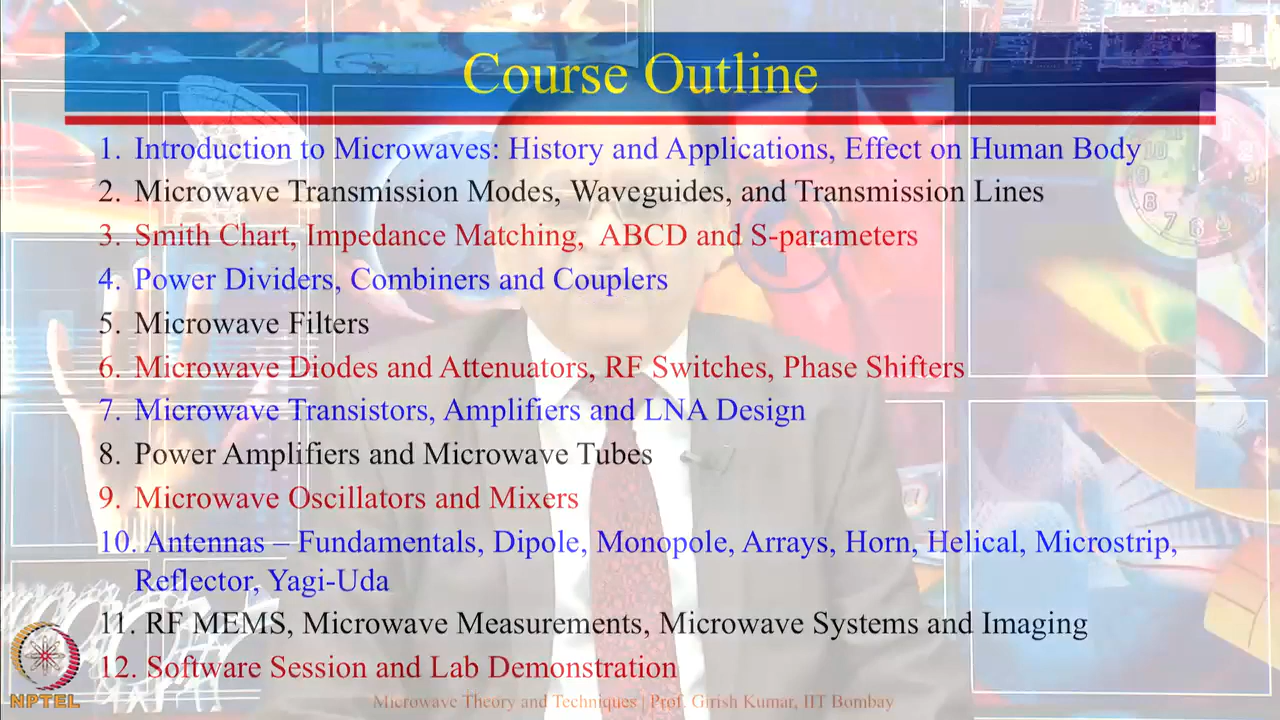 Course Outline
1. Introduction to Microwaves: History and Applications, Effect on Human Body
2. Microwave Transmission Modes, Waveguides, and Transmission Lines
3. Smith Chart, Impedance Matching, ABCD and S-parameters
4. Power Dividers, Combiners and Couplers
5. Microwave Filters
6. Microwave Diodes and Attenuators, RF Switches, Phase Shifters
7. Microwave Transistors, Amplifiers and LNA Design
8. Power Amplifiers and Microwave Tubes
9. Microwave Oscillators and Mixers
10. Antennas – Fundamentals, Dipole, Monopole, Arrays, Horn, Helical, Microstrip,
Reflector, Yagi-Uda
11. RF MEMS, Microwave Measurements, Microwave Systems and Imaging
12. Software Session and Lab Demonstration
NPTEL
Microwave Theory and Techniques | Prof. Girish Kumar, IIT Bombay